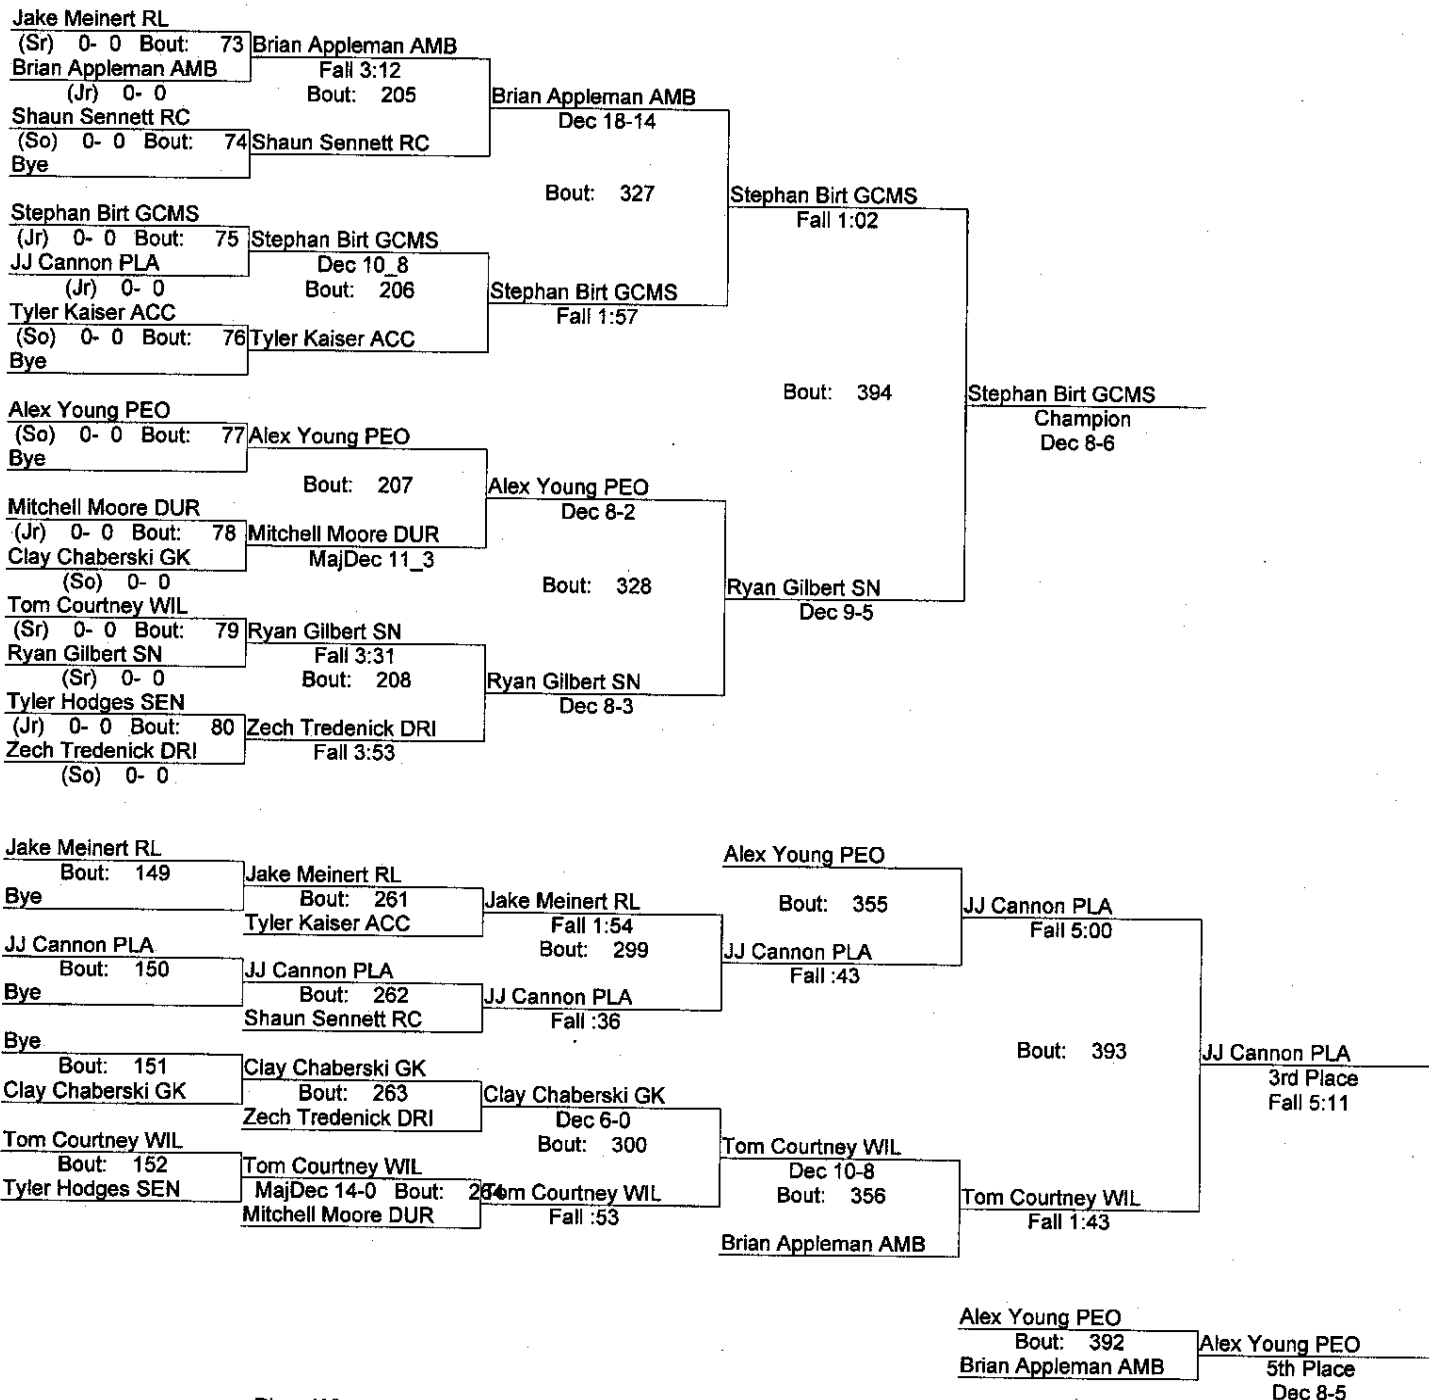 Jake Meinert RL
(Sr) 0- 0 Bout: 73 Brian Appleman AMB
Brian Appleman AMB Fall 3:12
(Jr) 0- 0 Bout: 205 Brian Appleman AMB
Shaun Sennett RC Dec 18-14
(So) 0- 0 Bout: 74 Shaun Sennett RC
Bye
Bout: 327 Stephan Birt GCMS
Stephan Birt GCMS Fall 1:02
(Jr) 0- 0 Bout: 75 Stephan Birt GCMS
JJ Cannon PLA Dec 10_8
(Jr) 0- 0 Bout: 206 Stephan Birt GCMS
Tyler Kaiser ACC Fall 1:57
(So) 0- 0 Bout: 76 Tyler Kaiser ACC
Bye
Bout: 394 Stephan Birt GCMS
Alex Young PEO Champion
(So) 0- 0 Bout: 77 Alex Young PEO Dec 8-6
Bye
Bout: 207 Alex Young PEO
Mitchell Moore DUR Dec 8-2
(Jr) 0- 0 Bout: 78 Mitchell Moore DUR
Clay Chaberski GK MajDec 11_3
(So) 0- 0 Bout: 328 Ryan Gilbert SN
Tom Courtney WIL Dec 9-5
(Sr) 0- 0 Bout: 79 Ryan Gilbert SN
Ryan Gilbert SN Fall 3:31
(Sr) 0- 0 Bout: 208 Ryan Gilbert SN
Tyler Hodges SEN Dec 8-3
(Jr) 0- 0 Bout: 80 Zech Tredenick DRI
Zech Tredenick DRI Fall 3:53
(So) 0- 0
Jake Meinert RL Alex Young PEO
Bout: 149 Jake Meinert RL
Bye Bout: 261 Jake Meinert RL Bout: 355 JJ Cannon PLA
Tyler Kaiser ACC Fall 1:54 Fall 5:00
JJ Cannon PLA Bout: 299 JJ Cannon PLA
Bout: 150 JJ Cannon PLA Fall :43
Bye Bout: 262 JJ Cannon PLA
Shaun Sennett RC Fall :36
Bye Bout: 393 JJ Cannon PLA
Bout: 151 Clay Chaberski GK 3rd Place
Clay Chaberski GK Bout: 263 Clay Chaberski GK Fall 5:11
Zech Tredenick DRI Dec 6-0
Tom Courtney WIL Bout: 300 Tom Courtney WIL
Bout: 152 Tom Courtney WIL Dec 10-8
Tyler Hodges SEN MajDec 14-0 Bout: 264 Tom Courtney WIL Bout: 356 Tom Courtney WIL
Mitchell Moore DUR Fall :53 Fall 1:43
Brian Appleman AMB
Alex Young PEO
Bout: 392 Alex Young PEO
Brian Appleman AMB 5th Place
Dec 8-5